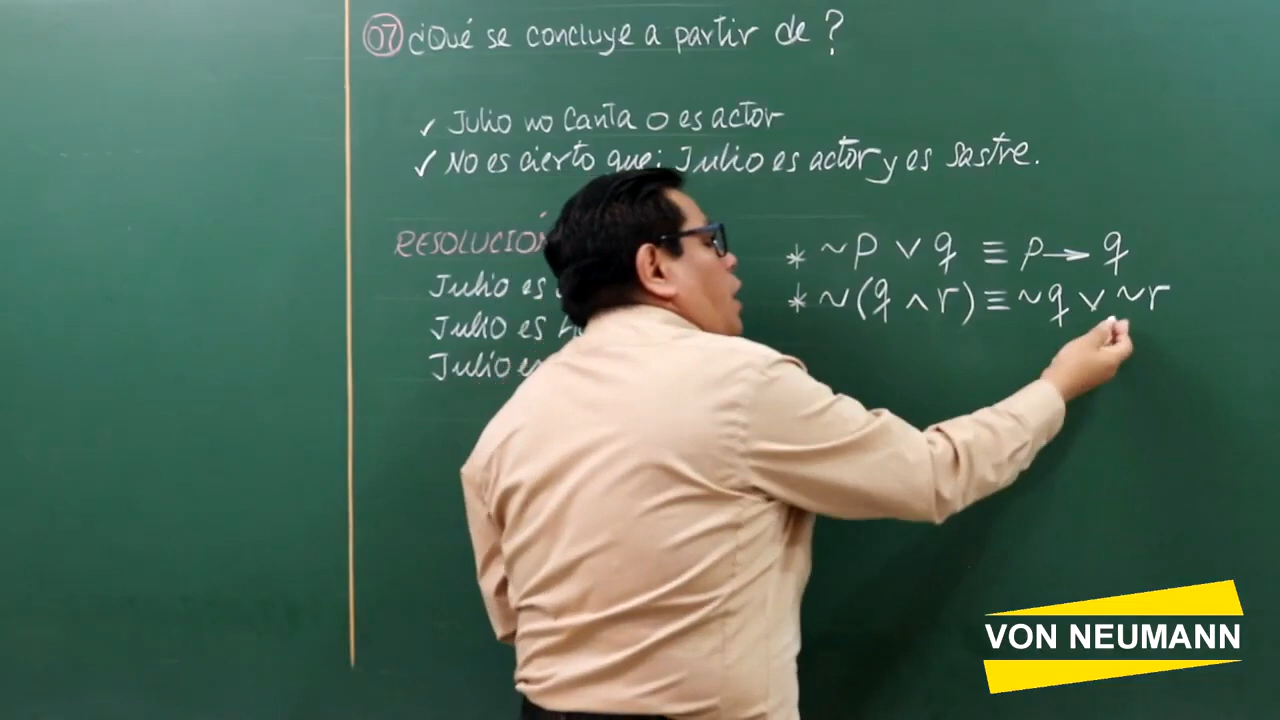 07 ¿Qué se concluye a partir de ?
✓ Julio no Canta o es actor
✓ No es cierto que: Julio es actor y es sastre.
RESOLUCIÓN
Julio es
Julio es
Julio
* ~p ∨ q ≡ p → q
* ~(q ∧ r) ≡ ~q ∨ ~r
VON NEUMANN